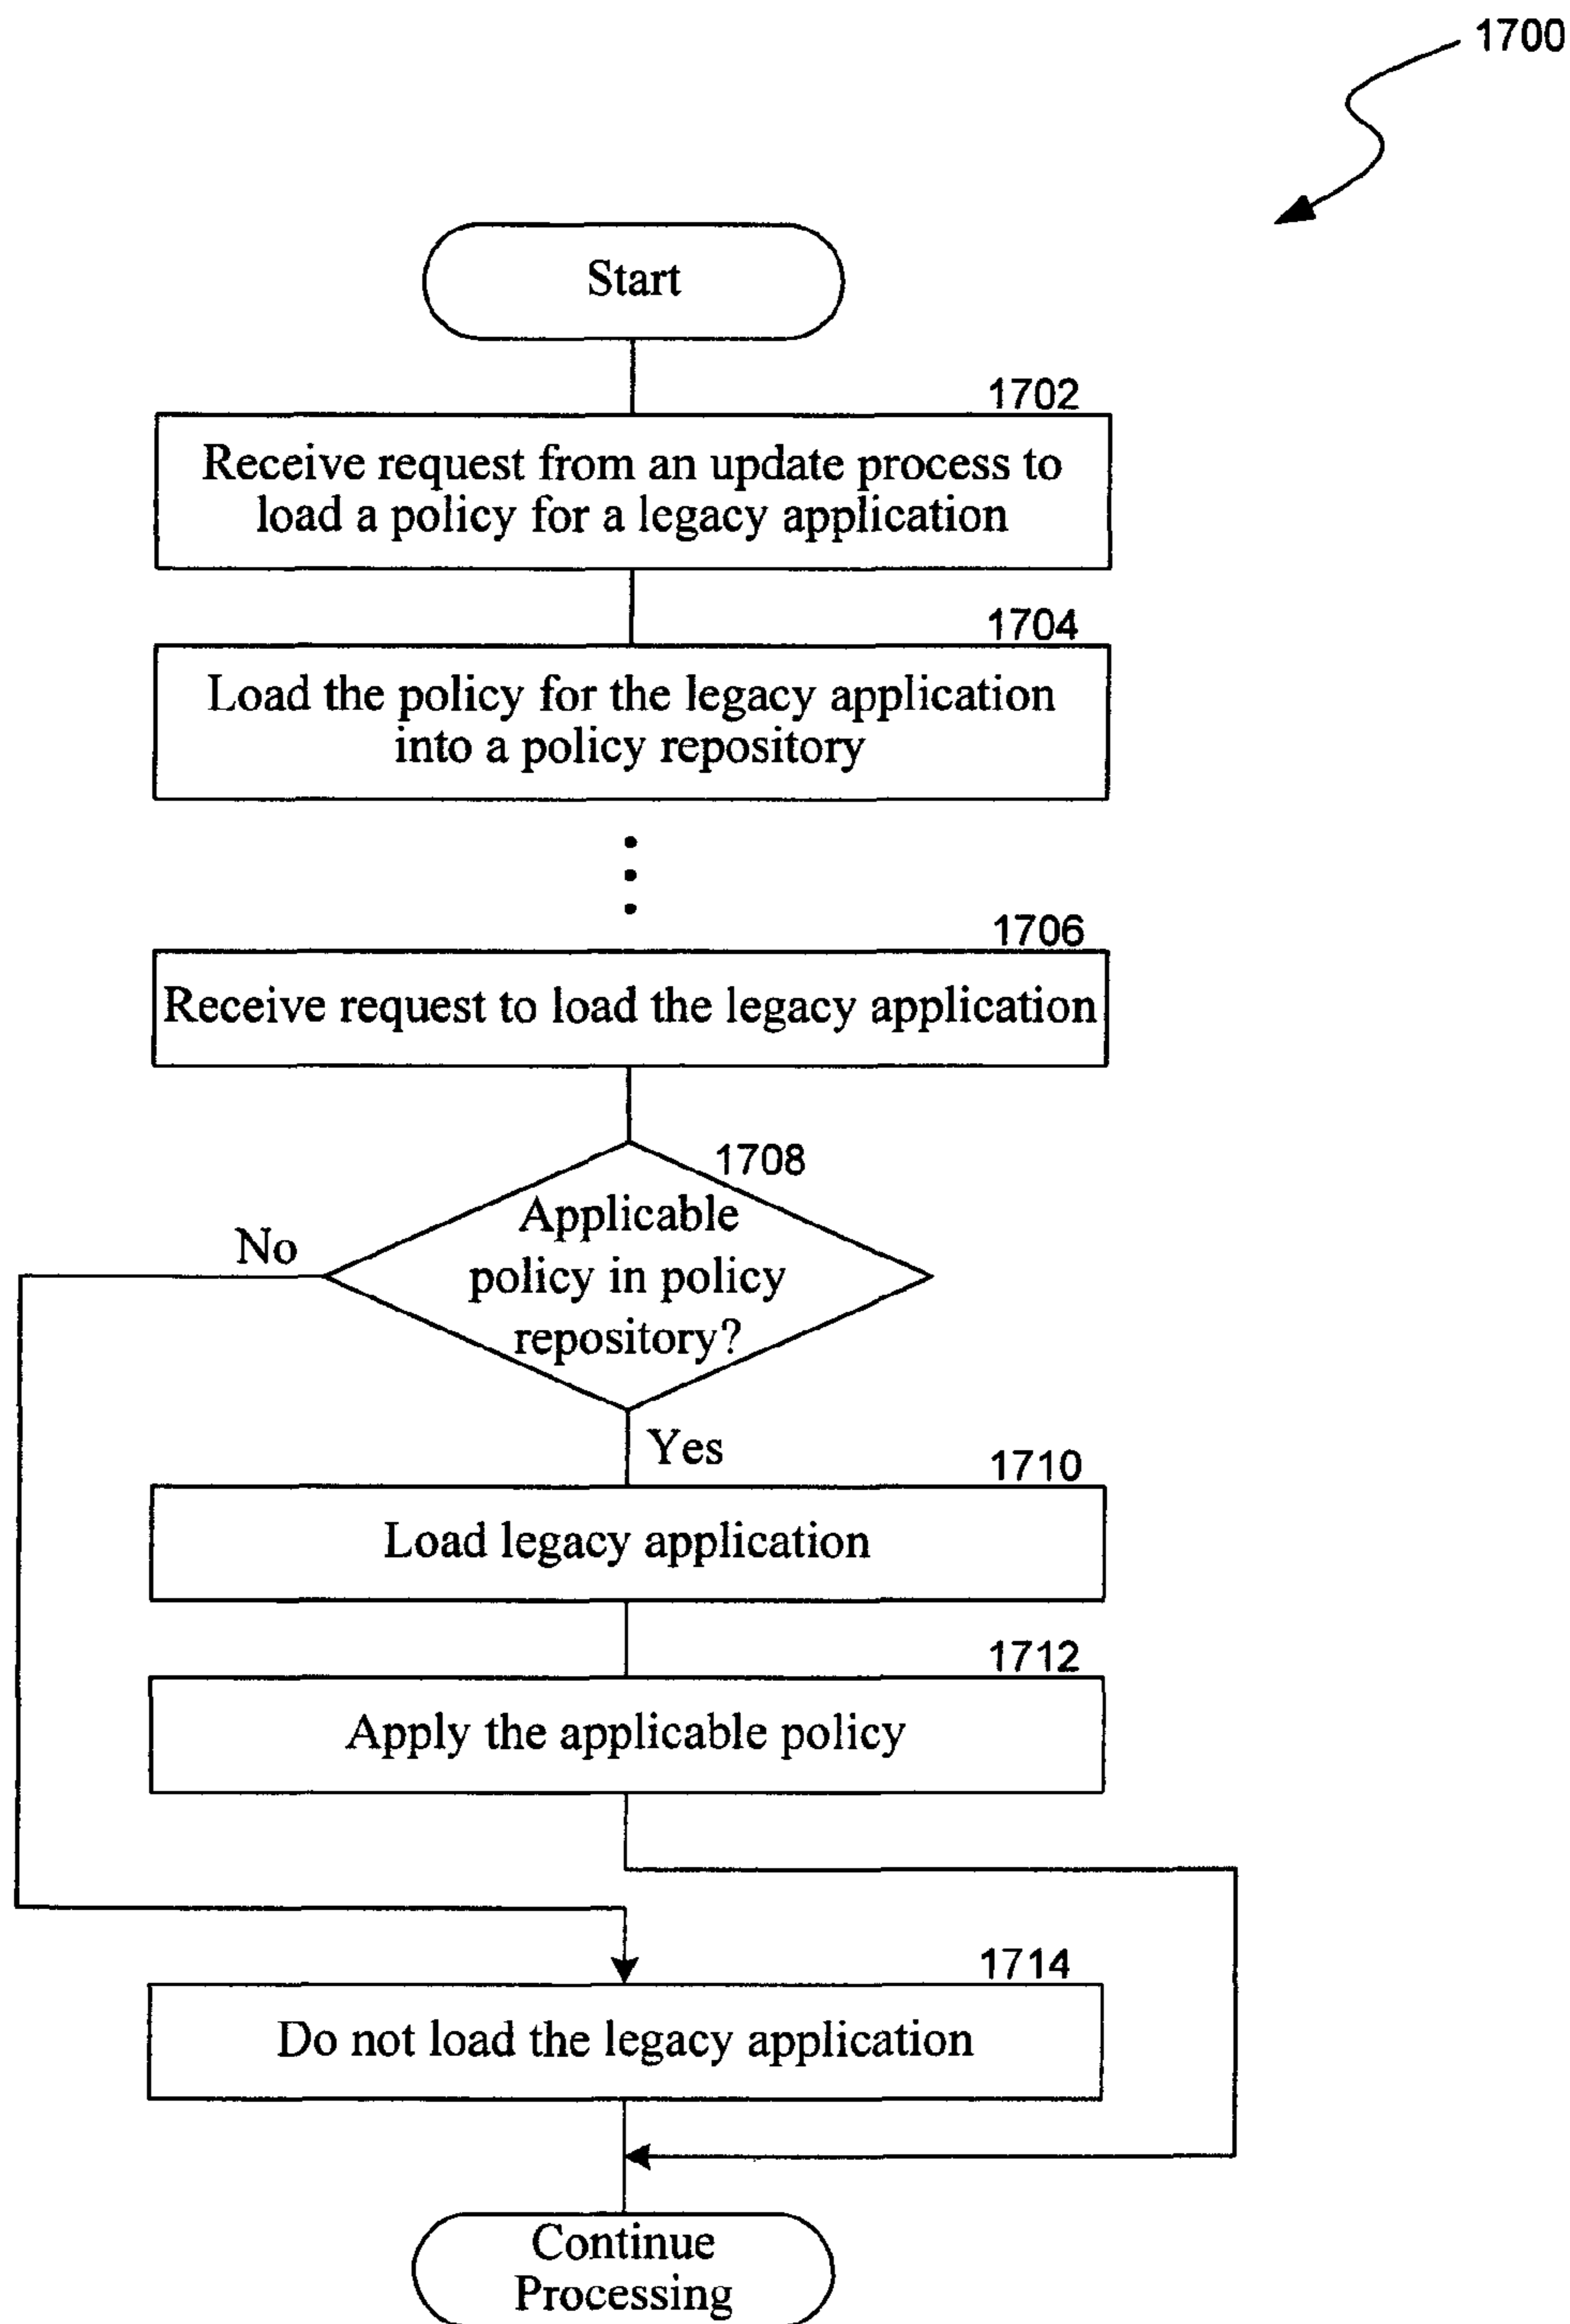 1700
Start
1702
Receive request from an update process to
load a policy for a legacy application
1704
Load the policy for the legacy application
into a policy repository
1706
Receive request to load the legacy application
1708
Applicable
policy in policy
repository?
No
Yes
1710
Load legacy application
1712
Apply the applicable policy
1714
Do not load the legacy application
Continue
Processing